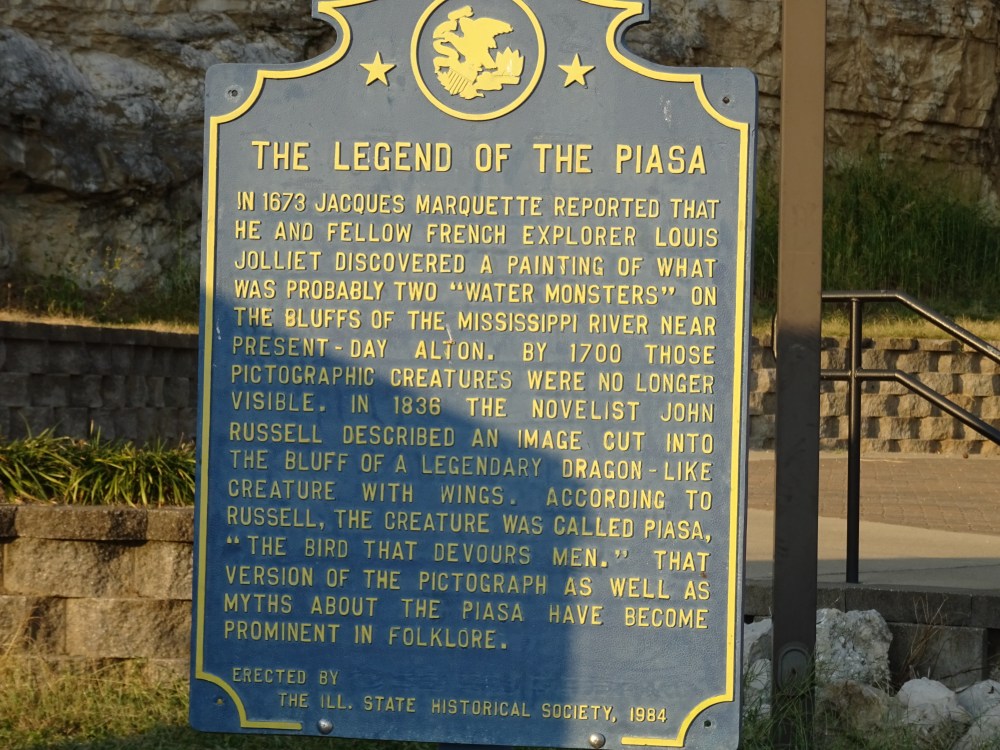 THE LEGEND OF THE PIASA
IN 1673 JACQUES MARQUETTE REPORTED THAT
HE AND FELLOW FRENCH EXPLORER LOUIS
JOLLIET DISCOVERED A PAINTING OF WHAT
WAS PROBABLY TWO "WATER MONSTERS" ON
THE BLUFFS OF THE MISSISSIPPI RIVER NEAR
PRESENT-DAY ALTON. BY 1700 THOSE
PICTOGRAPHIC CREATURES WERE NO LONGER
VISIBLE. IN 1836 THE NOVELIST JOHN
RUSSELL DESCRIBED AN IMAGE CUT INTO
THE BLUFF OF A LEGENDARY DRAGON-LIKE
CREATURE WITH WINGS. ACCORDING TO
RUSSELL, THE CREATURE WAS CALLED PIASA,
"THE BIRD THAT DEVOURS MEN." THAT
VERSION OF THE PICTOGRAPH AS WELL AS
MYTHS ABOUT THE PIASA HAVE BECOME
PROMINENT IN FOLKLORE.
ERECTED BY
THE ILL. STATE HISTORICAL SOCIETY, 1984